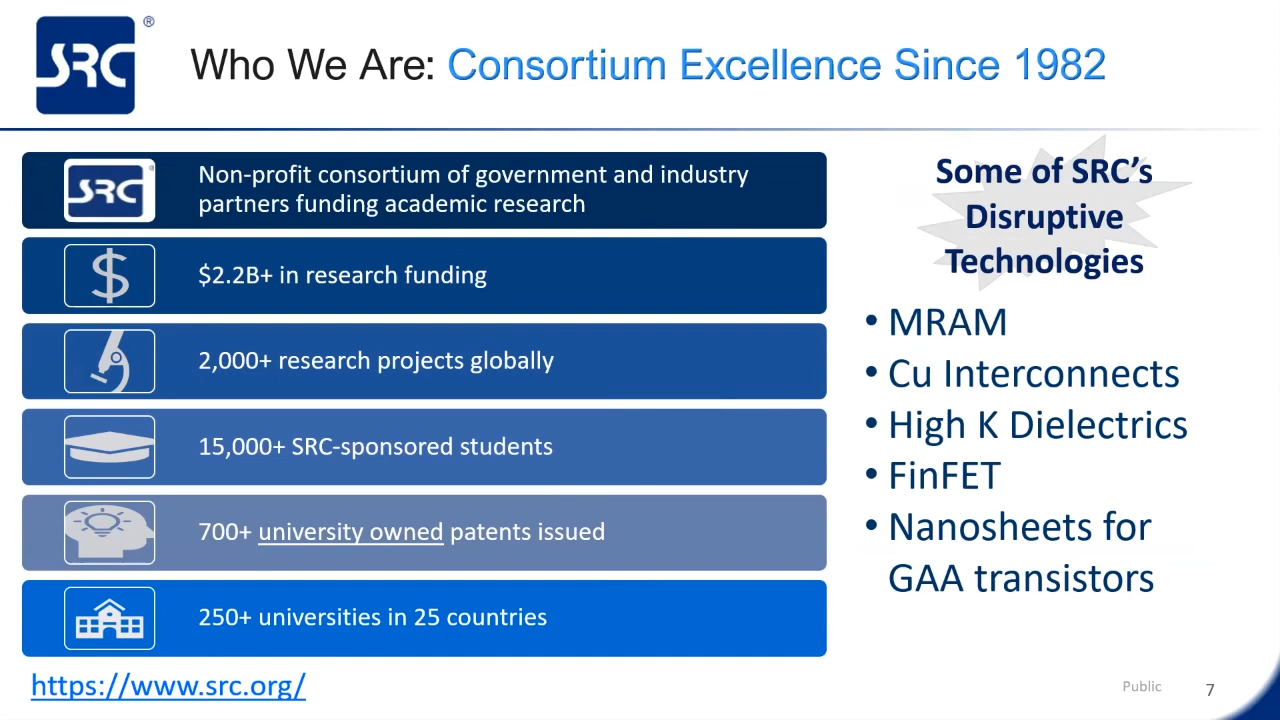 SRC ®
Who We Are: Consortium Excellence Since 1982
SRC ®
Non-profit consortium of government and industry
partners funding academic research
$
$2.2B+ in research funding
2,000+ research projects globally
15,000+ SRC-sponsored students
700+ university owned patents issued
250+ universities in 25 countries
https://www.src.org/
Some of SRC’s
Disruptive
Technologies
• MRAM
• Cu Interconnects
• High K Dielectrics
• FinFET
• Nanosheets for
GAA transistors
Public
7